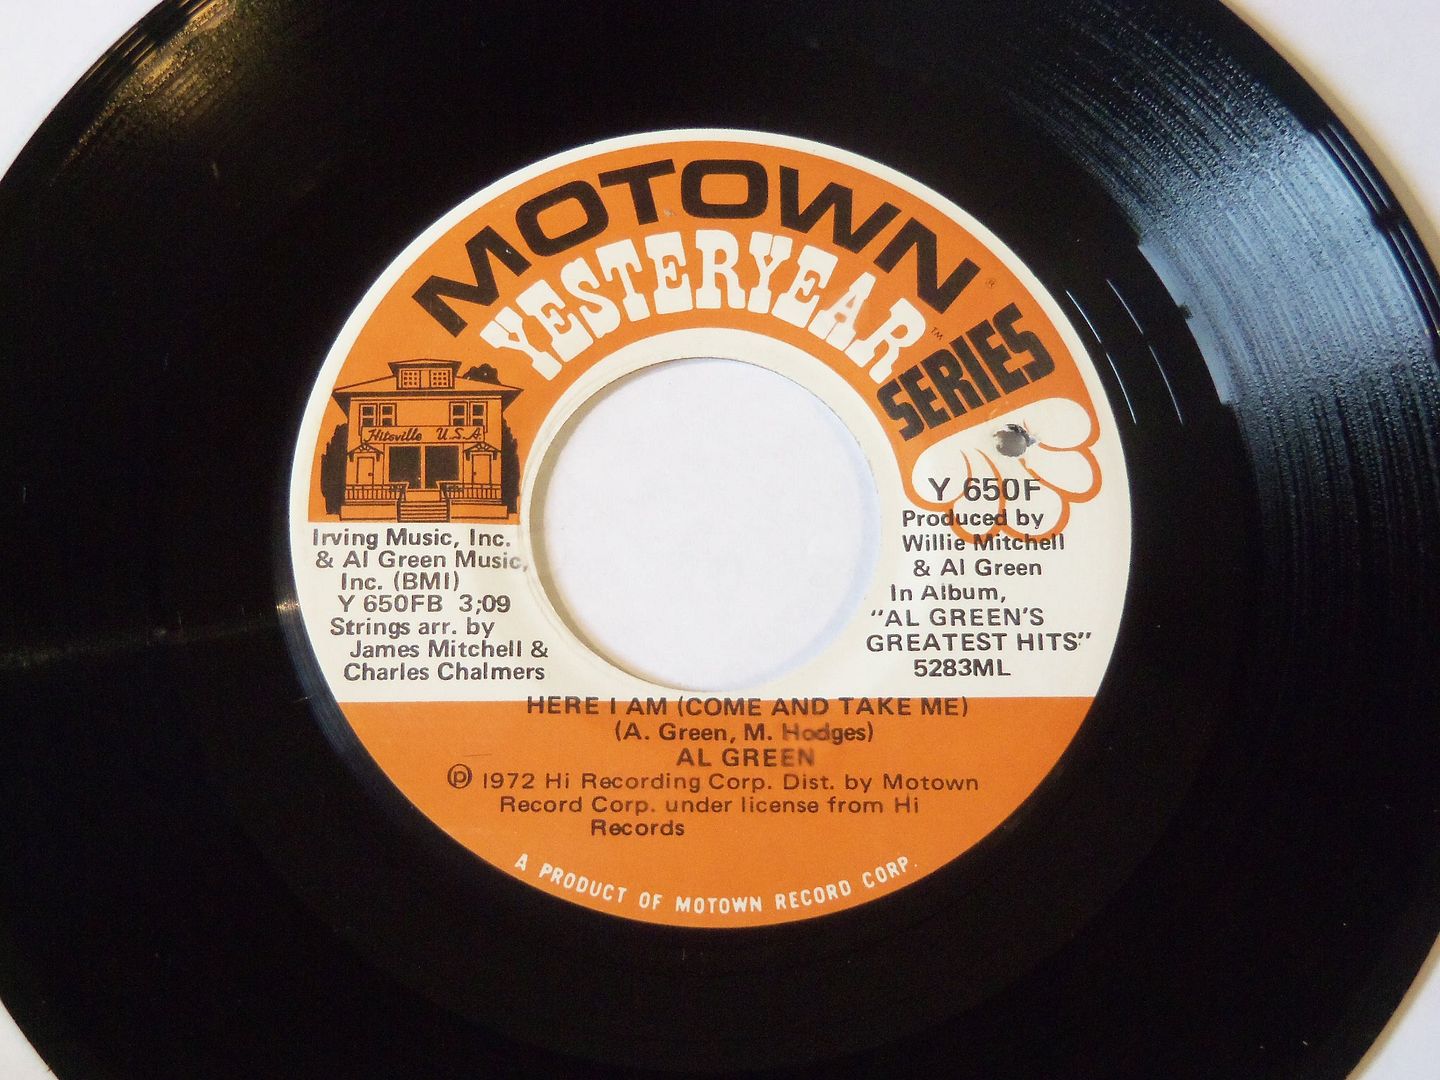 MOTOWN®
YESTERYEAR™
SERIES
Hitsville U.S.A.
Irving Music, Inc.
& Al Green Music,
Inc. (BMI)
Y 650FB 3;09
Strings arr. by
James Mitchell &
Charles Chalmers
Y 650F
Produced by
Willie Mitchell
& Al Green
In Album,
"AL GREEN'S
GREATEST HITS"
5283ML
HERE I AM (COME AND TAKE ME)
(A. Green, M. Hodges)
AL GREEN
℗ 1972 Hi Recording Corp. Dist. by Motown
Record Corp. under license from Hi
Records
A PRODUCT OF MOTOWN RECORD CORP.